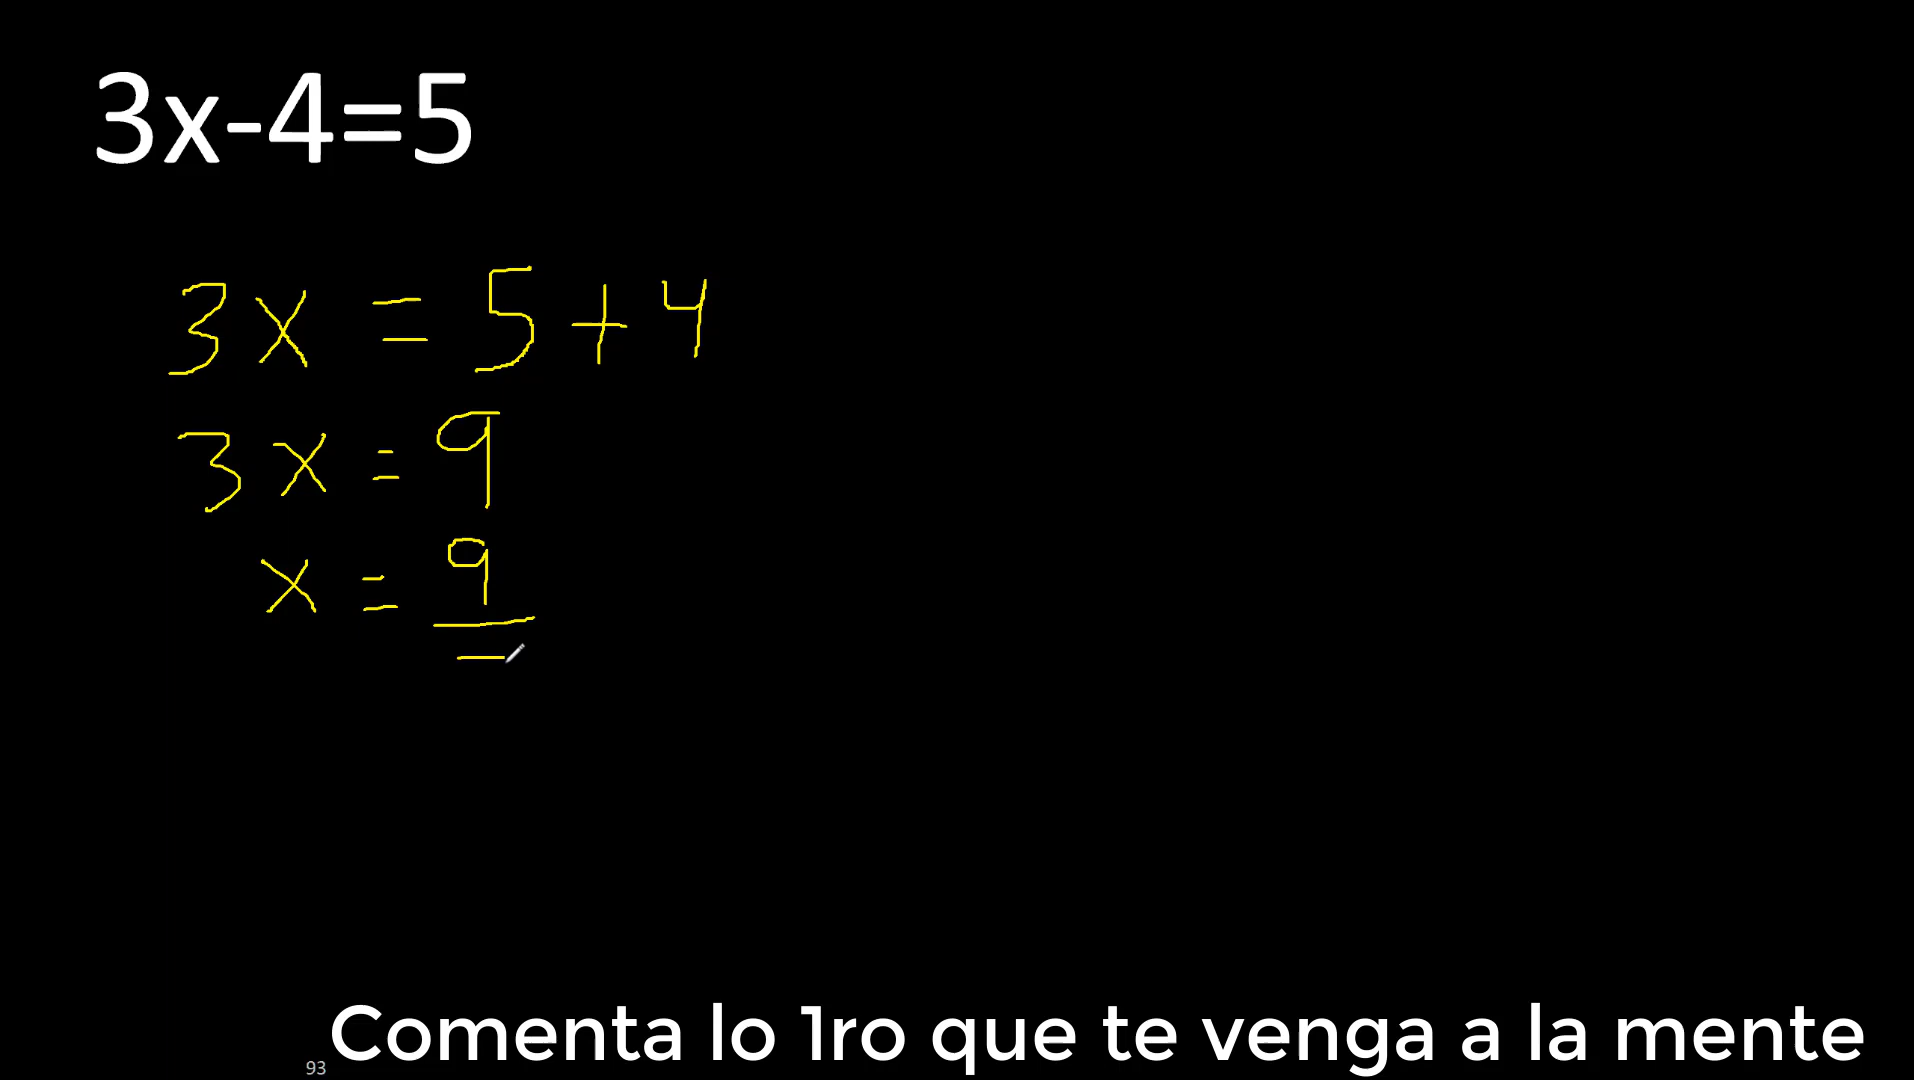 3x-4=5
3x = 5+4
3x = 9
x = 9
93
Comenta lo 1ro que te venga a la mente